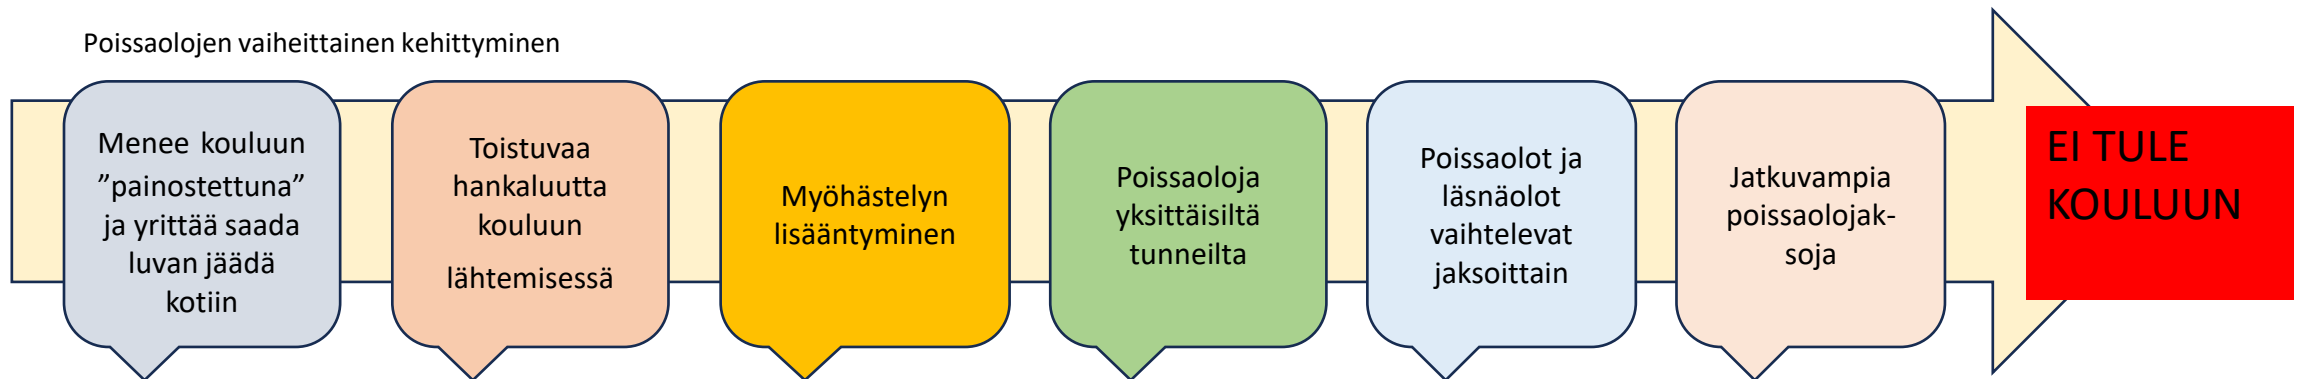 Poissaolojen vaiheittainen kehittyminen
Menee kouluun
”painostettuna”
ja yrittää saada
luvan jäädä
kotiin
Toistuvaa
hankaluutta
kouluun
lähtemisessä
Myöhästelyn
lisääntyminen
Poissaoloja
yksittäisiltä
tunneilta
Poissaolot ja
läsnäolot
vaihtelevat
jaksoittain
Jatkuvampia
poissaolojak-
soja
EI TULE
KOULUUN